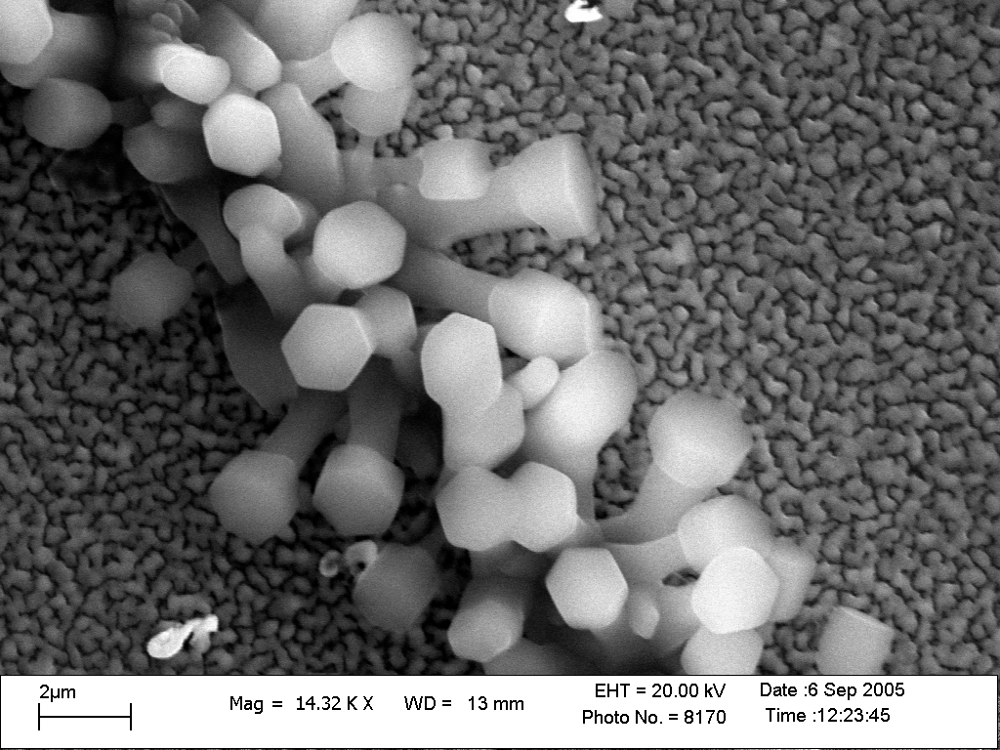 2µm
Mag = 14.32 K X WD = 13 mm
EHT = 20.00 kV Date :6 Sep 2005
Photo No. = 8170 Time :12:23:45